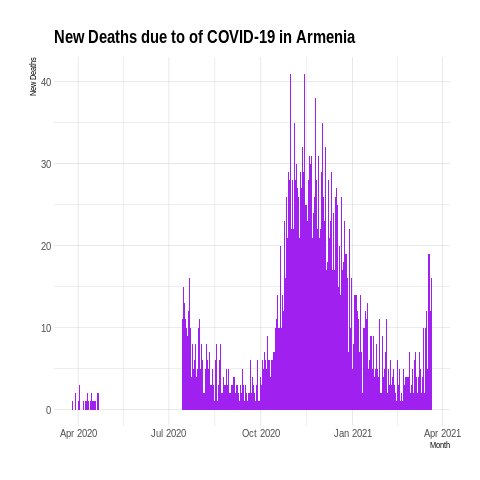 New Deaths due to of COVID-19 in Armenia
New Deaths
40
30
20
10
0
Apr 2020
Jul 2020
Oct 2020
Jan 2021
Apr 2021
Month